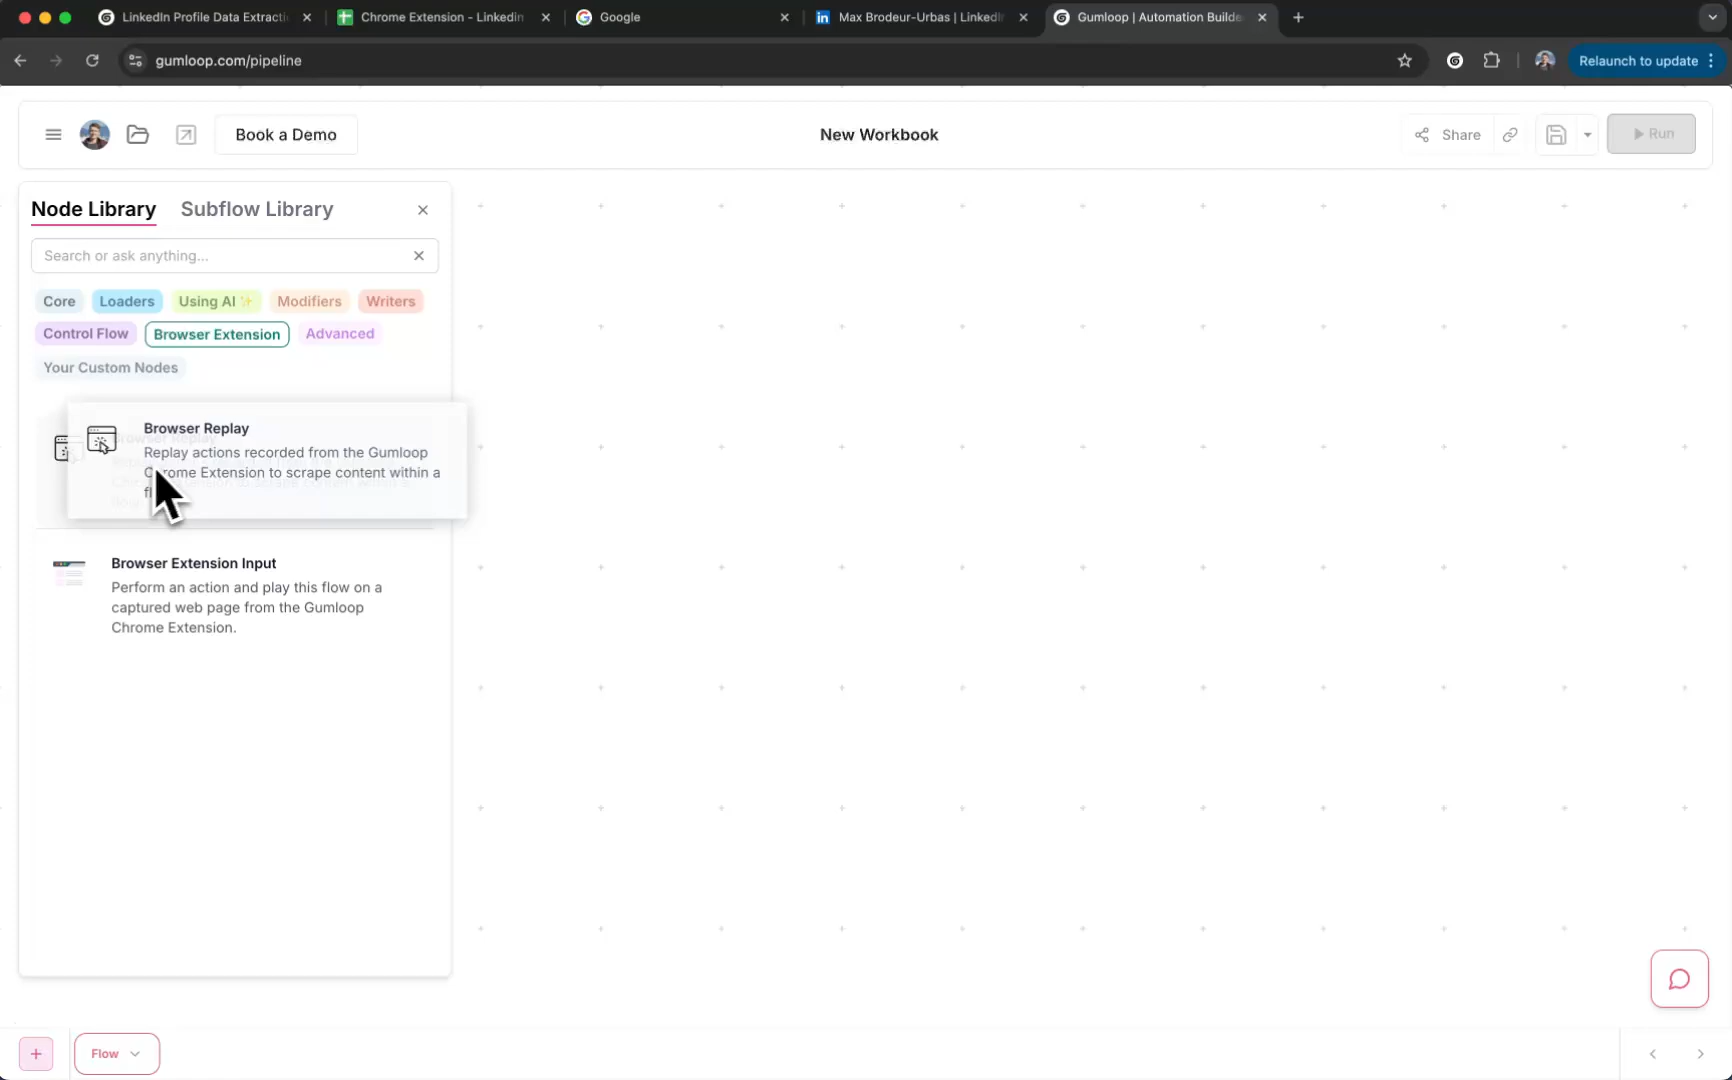 LinkedIn Profile Data Extracti
Chrome Extension - LinkedIn
Google
Max Brodeur-Urbas | LinkedIn
Gumloop | Automation Builde
gumloop.com/pipeline
Relaunch to update
Book a Demo
New Workbook
Share
Run
Node Library
Subflow Library
Search or ask anything...
Core
Loaders
Using AI ✨
Modifiers
Writers
Control Flow
Browser Extension
Advanced
Your Custom Nodes
Browser Replay
Replay actions recorded from the Gumloop
Chrome Extension to scrape content within a
Browser Extension Input
Perform an action and play this flow on a
captured web page from the Gumloop
Chrome Extension.
Flow